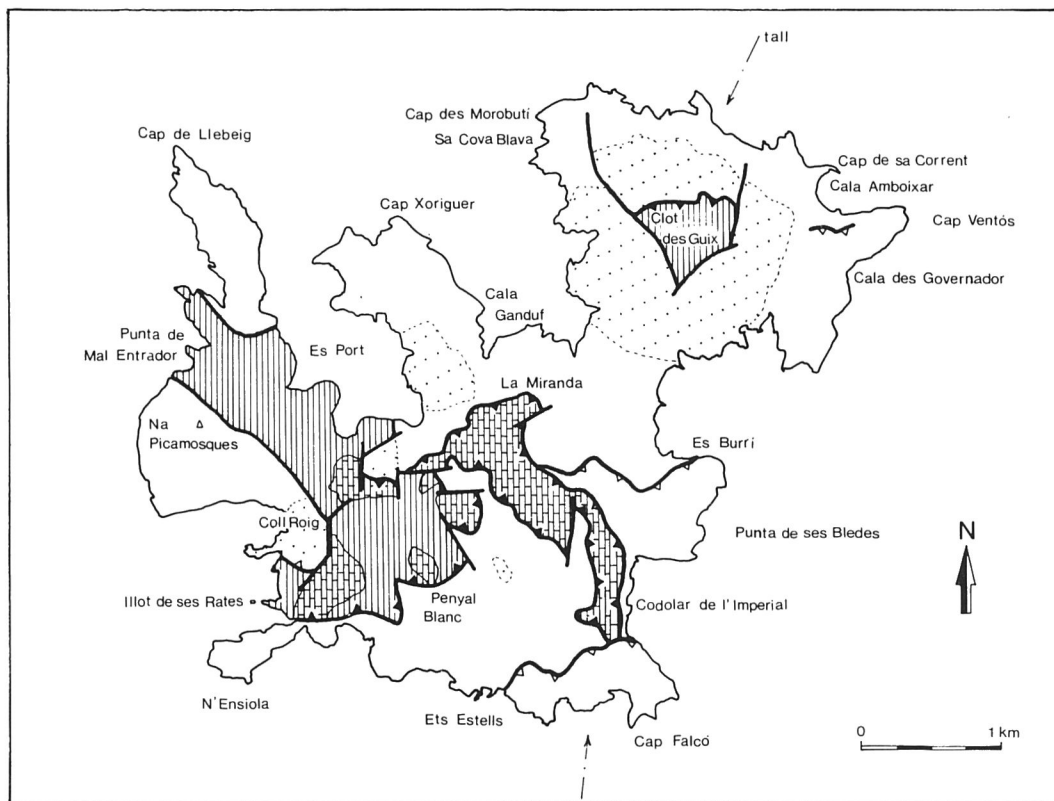 tall
Cap des Morobutí
Sa Cova Blava
Cap de Llebeig
Cap de sa Corrent
Cala Amboixar
Cap Xoriguer
Cap Ventós
Clot
des Guix
Cala des Governador
Cala
Ganduf
Punta de
Mal Entrador
Es Port
La Miranda
Na
Picamosques
Es Burrí
Coll Roig
Punta de ses Bledes
N
Illot de ses Rates
Penyal
Blanc
Codolar de l'Imperial
N'Ensiola
Ets Estells
Cap Falcó
0 1 km